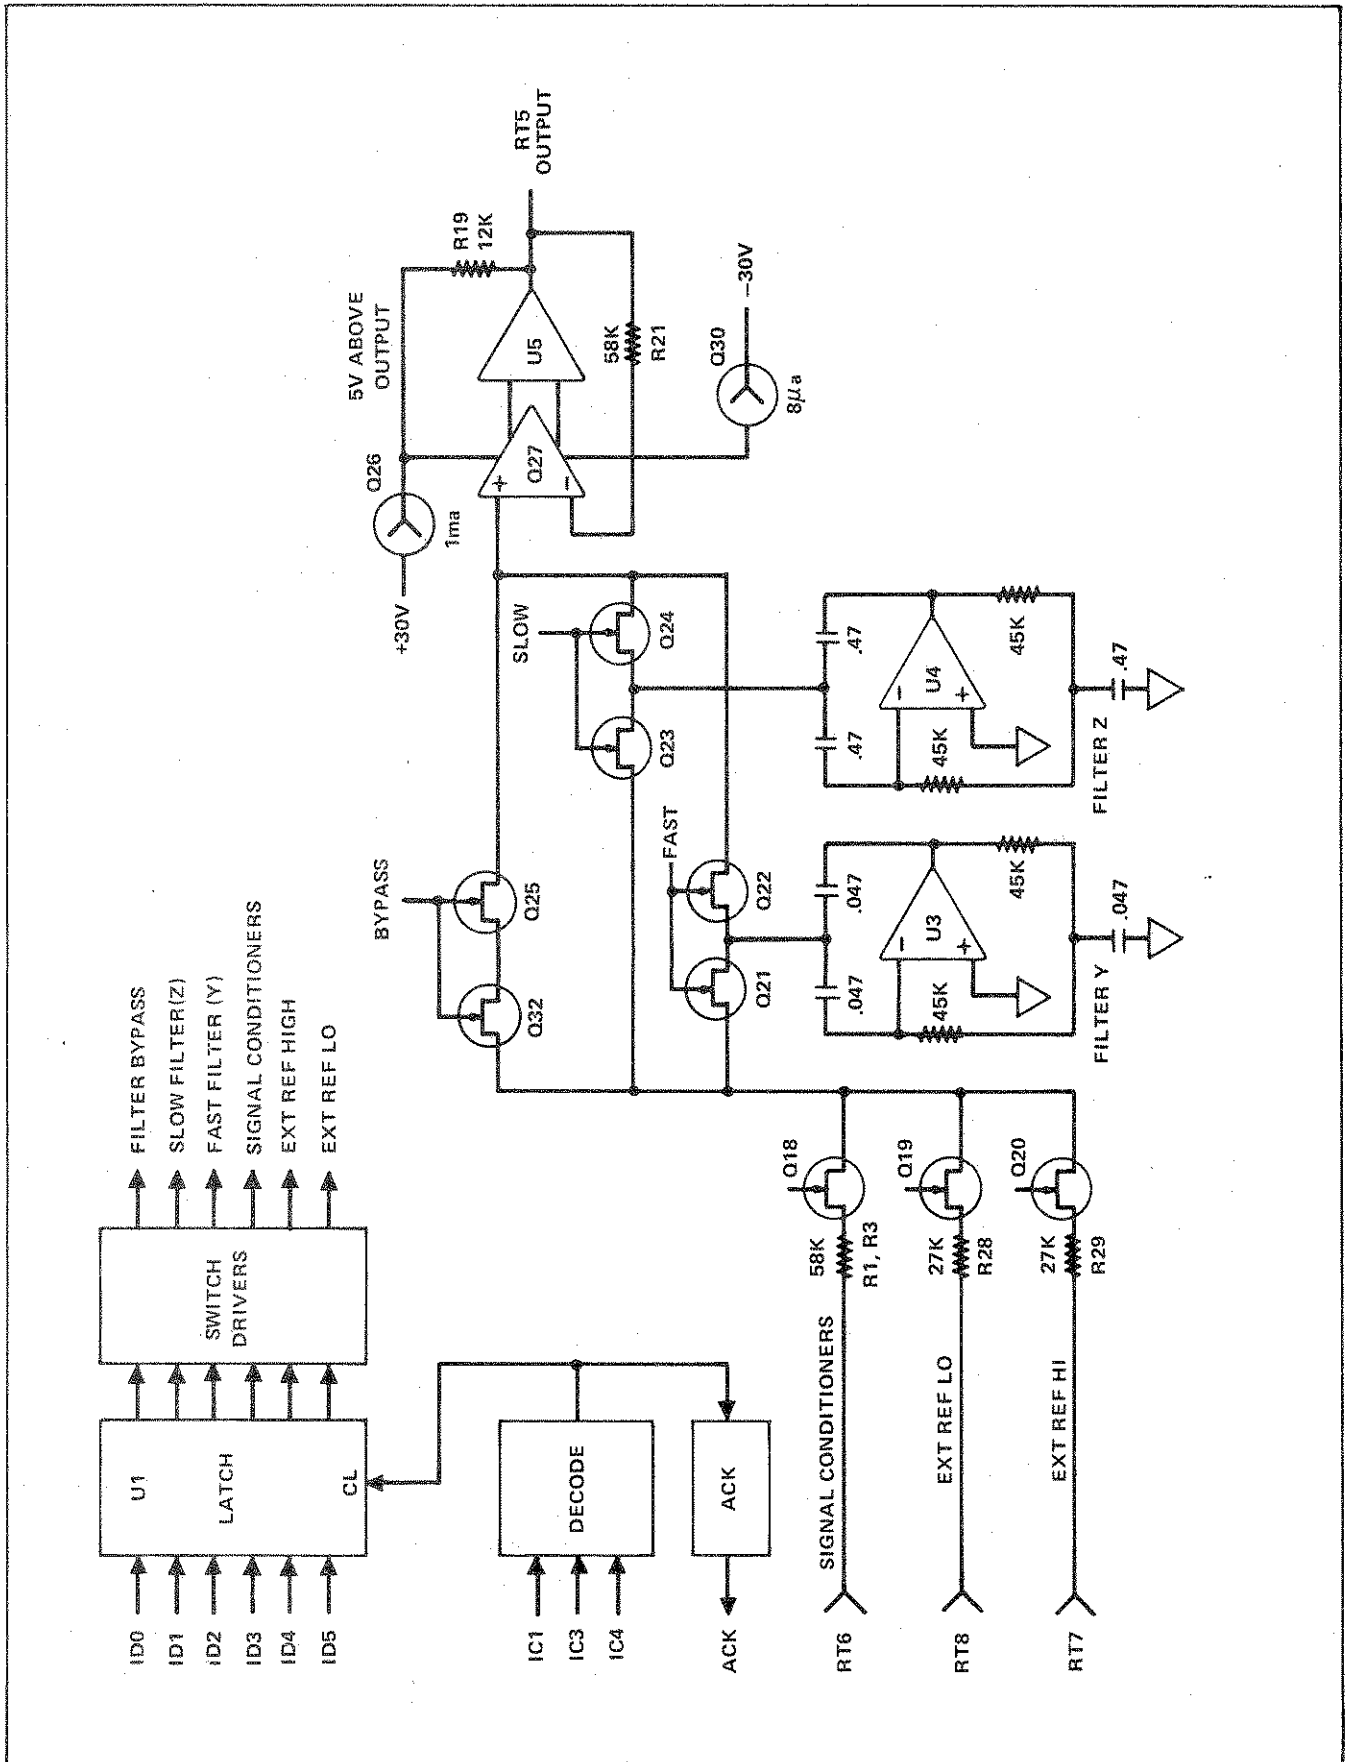 ID0
ID1
ID2
ID3
ID4
ID5
U1
LATCH
CL
SWITCH
DRIVERS
FILTER BYPASS
SLOW FILTER(Z)
FAST FILTER (Y)
SIGNAL CONDITIONERS
EXT REF HIGH
EXT REF LO
IC1
IC3
IC4
DECODE
ACK
ACK
BYPASS
Q32
Q25
+30V
Q26
1ma
5V ABOVE
OUTPUT
R19
12K
RT5
OUTPUT
+
−
Q27
U5
58K
R21
Q30
8μa
−30V
SLOW
Q23
Q24
FAST
Q21
Q22
RT6
SIGNAL CONDITIONERS
58K
R1, R3
Q18
RT8
EXT REF LO
27K
R28
Q19
RT7
EXT REF HI
27K
R29
Q20
.047
.047
−
+
U3
45K
45K
.047
FILTER Y
.47
.47
−
+
U4
45K
45K
.47
FILTER Z